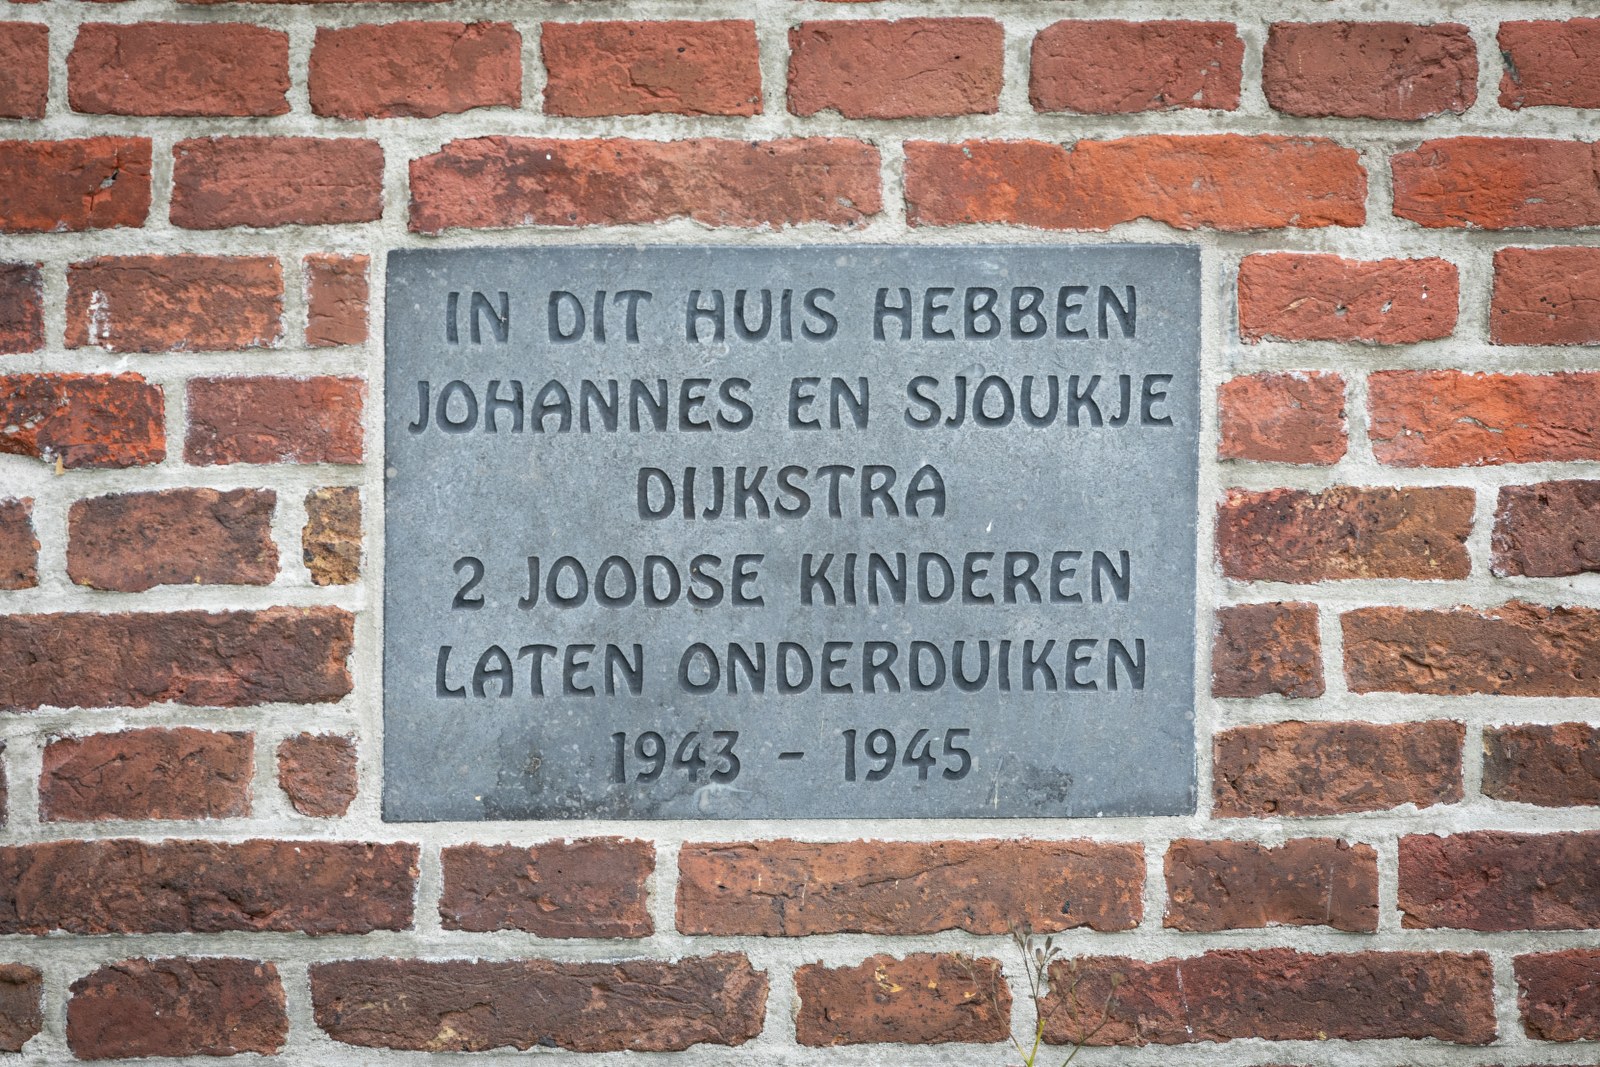 IN DIT HUIS HEBBEN
JOHANNES EN SJOUKJE
DIJKSTRA
2 JOODSE KINDEREN
LATEN ONDERDUIKEN
1943 - 1945